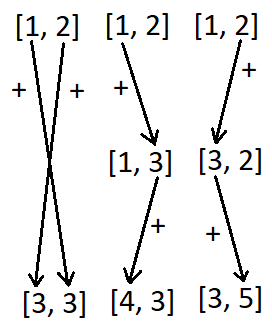 [1, 2] [1, 2] [1, 2]
+ + + +
[1, 3] [3, 2]
+ +
[3, 3] [4, 3] [3, 5]